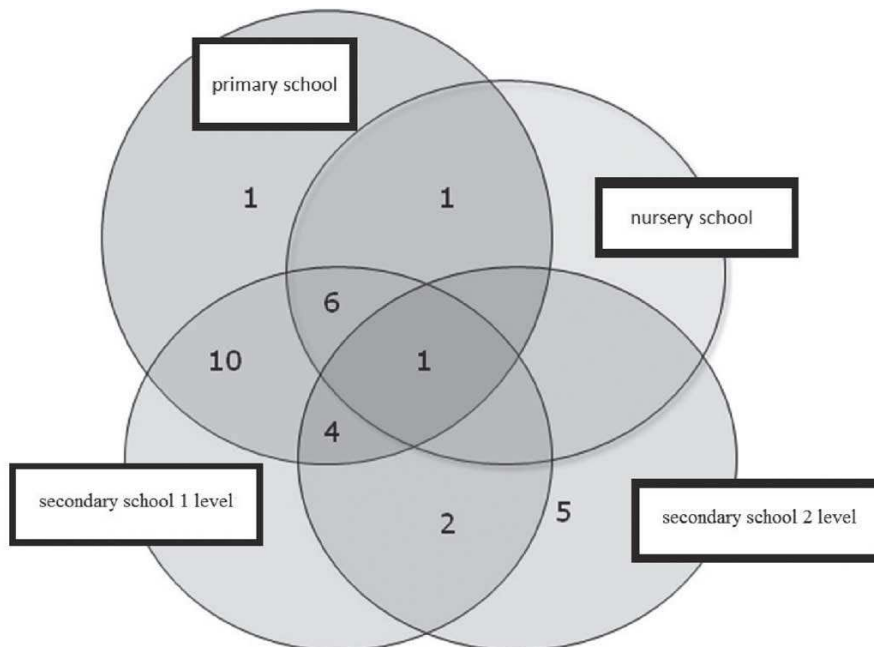 primary school
1
1
nursery school
6
10
1
4
secondary school 1 level
2
5
secondary school 2 level